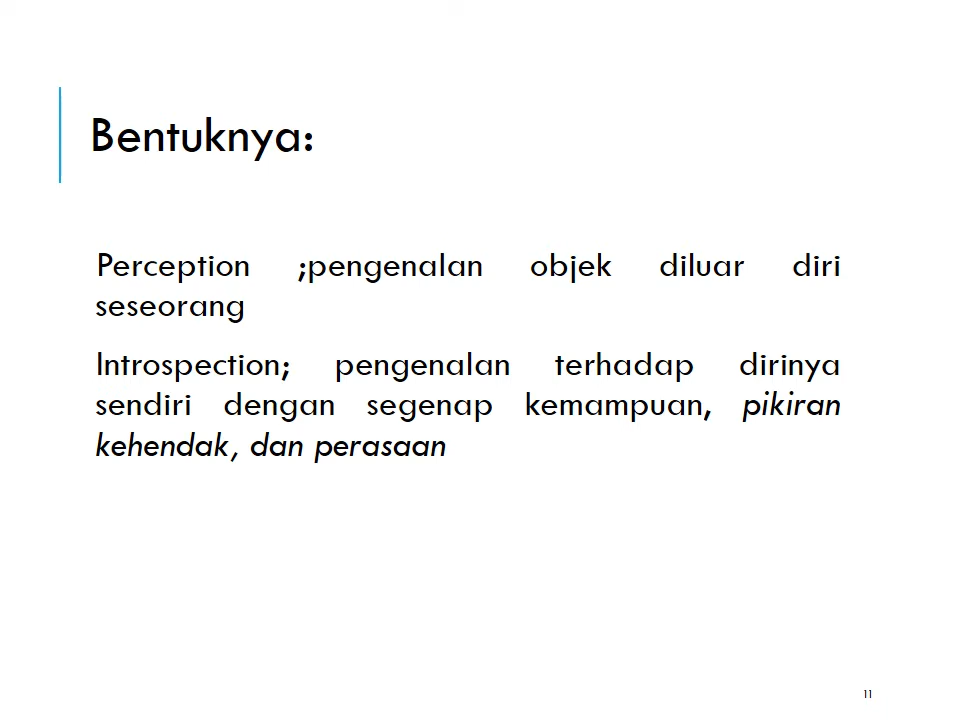 Bentuknya:
Perception ;pengenalan objek diluar diri
seseorang
Introspection; pengenalan terhadap dirinya
sendiri dengan segenap kemampuan, pikiran
kehendak, dan perasaan
11